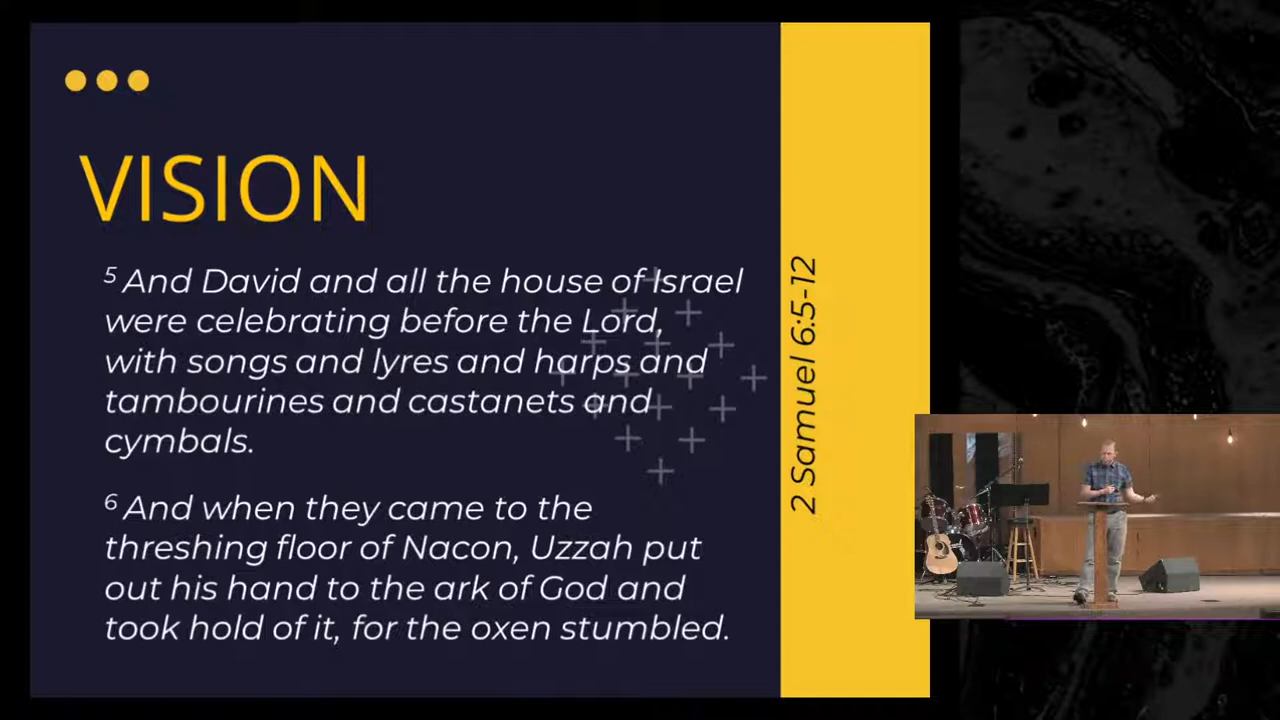 VISION
5 And David and all the house of Israel
were celebrating before the Lord,
with songs and lyres and harps and
tambourines and castanets and
cymbals.
6 And when they came to the
threshing floor of Nacon, Uzzah put
out his hand to the ark of God and
took hold of it, for the oxen stumbled.
2 Samuel 6:5-12